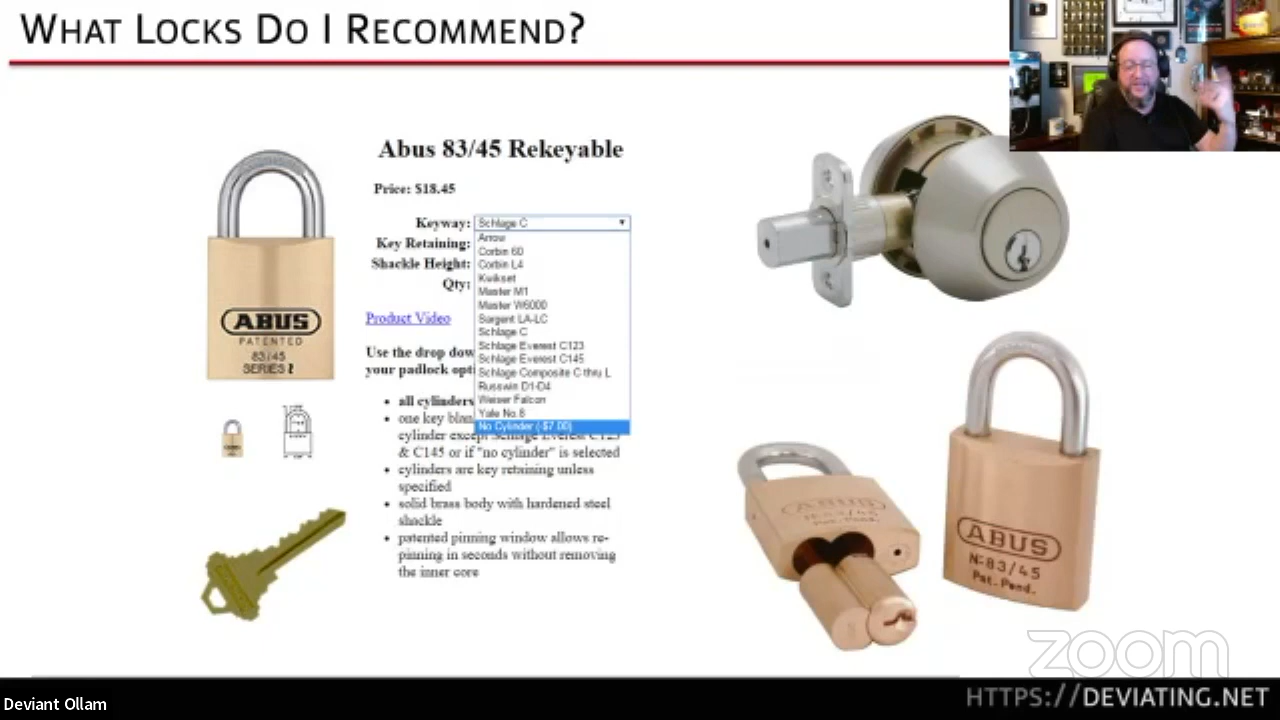 WHAT LOCKS DO I RECOMMEND?
Abus 83/45 Rekeyable
Price: $18.45
Keyway: Schlage C
Key Retaining:
Shackle Height:
Qty:
Arrow
Corbin 60
Corbin L4
Kwikset
Master M1
Master W6000
Sargent LA-LC
Schlage C
Schlage Everest C123
Schlage Everest C145
Schlage Composite C thru L
Russwin D1-D4
Weiser Falcon
Yale No.8
No Cylinder (-$7.00)
Product Video
Use the drop dow
your padlock opti
• all cylinders
• one key blan
cylinder except Schlage Everest C123
& C145 or if "no cylinder" is selected
• cylinders are key retaining unless
specified
• solid brass body with hardened steel
shackle
• patented pinning window allows re-
pinning in seconds without removing
the inner core
ABUS
PATENTED
83/45
SERIES 2
ABUS
Nº 83/45
Pat. Pend.
ABUS
Nº 83/45
Pat. Pend.
zoom
Deviant Ollam
HTTPS://DEVIATING.NET